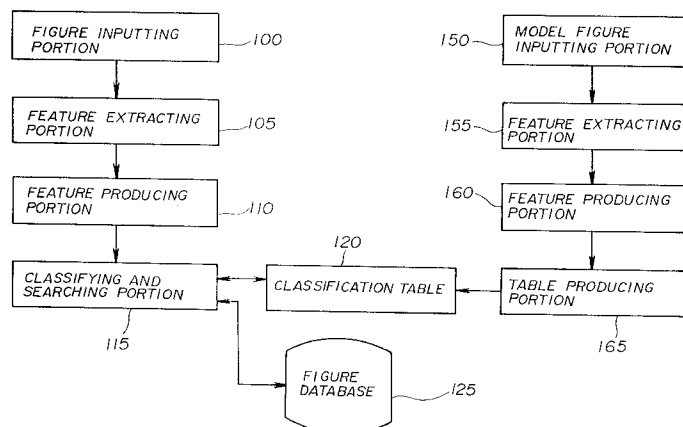 FIGURE INPUTTING
PORTION
100
FEATURE EXTRACTING
PORTION
105
FEATURE PRODUCING
PORTION
110
CLASSIFYING AND
SEARCHING PORTION
115
120
CLASSIFICATION TABLE
FIGURE
DATABASE
125
150
MODEL FIGURE
INPUTTING PORTION
155
FEATURE EXTRACTING
PORTION
160
FEATURE PRODUCING
PORTION
TABLE PRODUCING
PORTION
165